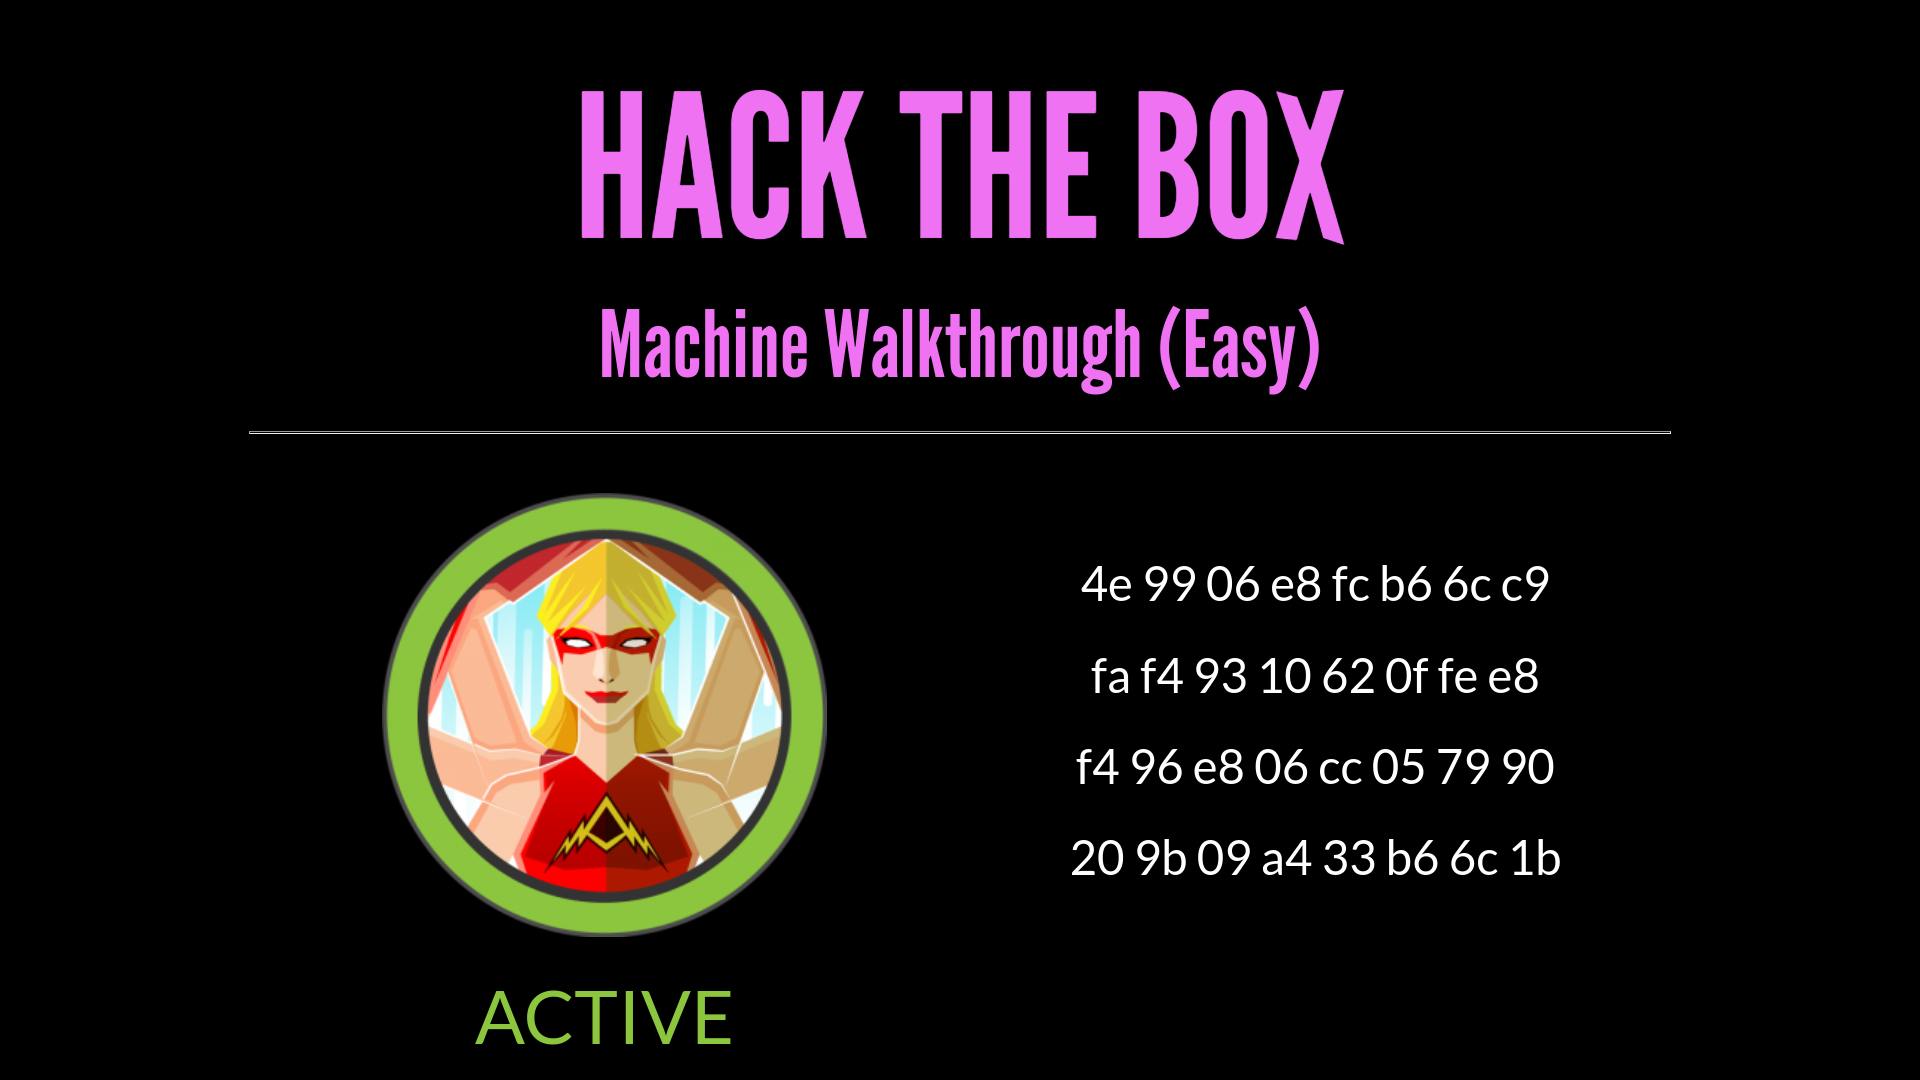 HACK THE BOX
Machine Walkthrough (Easy)
4e 99 06 e8 fc b6 6c c9
fa f4 93 10 62 0f fe e8
f4 96 e8 06 cc 05 79 90
20 9b 09 a4 33 b6 6c 1b
ACTIVE